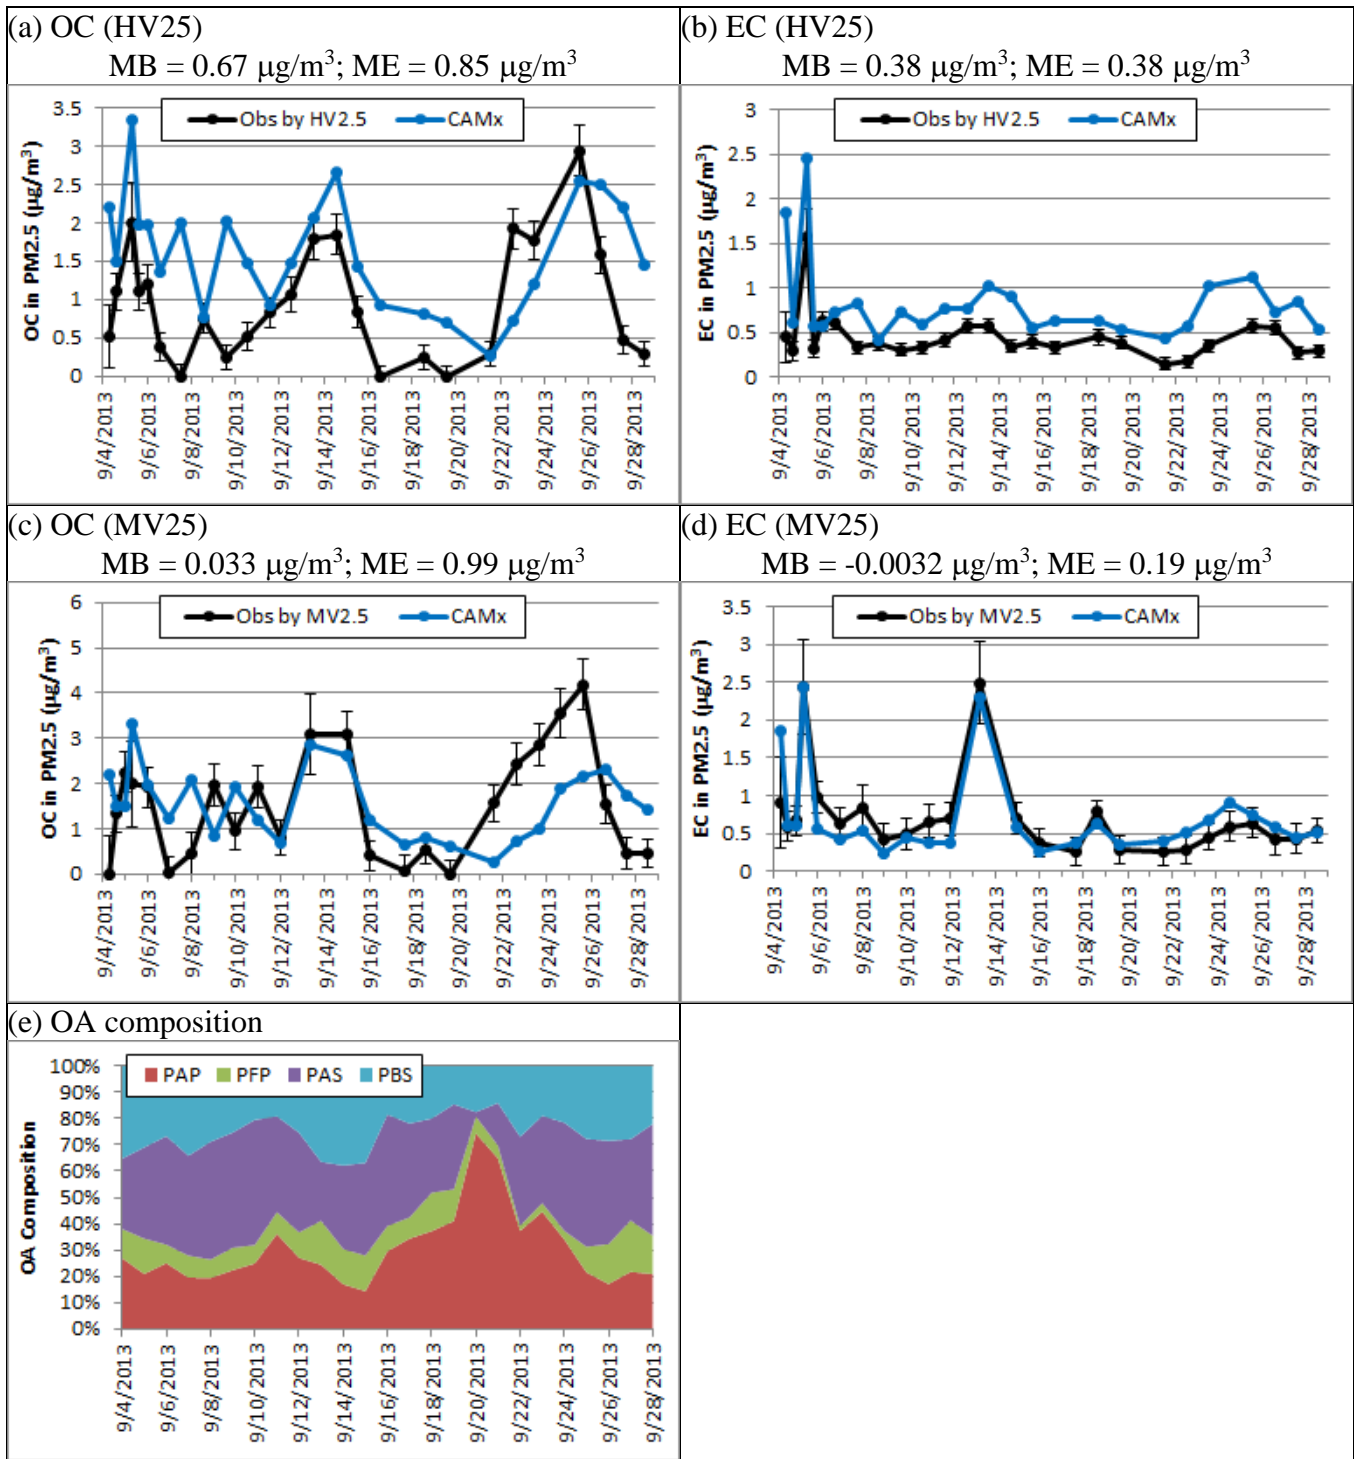 (a) OC (HV25)
MB = 0.67 μg/m³; ME = 0.85 μg/m³
OC in PM2.5 (μg/m³)
3.5
3
2.5
2
1.5
1
0.5
0
Obs by HV2.5 CAMx
9/4/2013 9/6/2013 9/8/2013 9/10/2013 9/12/2013 9/14/2013 9/16/2013 9/18/2013 9/20/2013 9/22/2013 9/24/2013 9/26/2013 9/28/2013
(b) EC (HV25)
MB = 0.38 μg/m³; ME = 0.38 μg/m³
EC in PM2.5 (μg/m³)
3
2.5
2
1.5
1
0.5
0
Obs by HV2.5 CAMx
9/4/2013 9/6/2013 9/8/2013 9/10/2013 9/12/2013 9/14/2013 9/16/2013 9/18/2013 9/20/2013 9/22/2013 9/24/2013 9/26/2013 9/28/2013
(c) OC (MV25)
MB = 0.033 μg/m³; ME = 0.99 μg/m³
OC in PM2.5 (μg/m³)
6
5
4
3
2
1
0
Obs by MV2.5 CAMx
9/4/2013 9/6/2013 9/8/2013 9/10/2013 9/12/2013 9/14/2013 9/16/2013 9/18/2013 9/20/2013 9/22/2013 9/24/2013 9/26/2013 9/28/2013
(d) EC (MV25)
MB = -0.0032 μg/m³; ME = 0.19 μg/m³
EC in PM2.5 (μg/m³)
3.5
3
2.5
2
1.5
1
0.5
0
Obs by MV2.5 CAMx
9/4/2013 9/6/2013 9/8/2013 9/10/2013 9/12/2013 9/14/2013 9/16/2013 9/18/2013 9/20/2013 9/22/2013 9/24/2013 9/26/2013 9/28/2013
(e) OA composition
OA Composition
100%
90%
80%
70%
60%
50%
40%
30%
20%
10%
0%
PAP PFP PAS PBS
9/4/2013 9/6/2013 9/8/2013 9/10/2013 9/12/2013 9/14/2013 9/16/2013 9/18/2013 9/20/2013 9/22/2013 9/24/2013 9/26/2013 9/28/2013